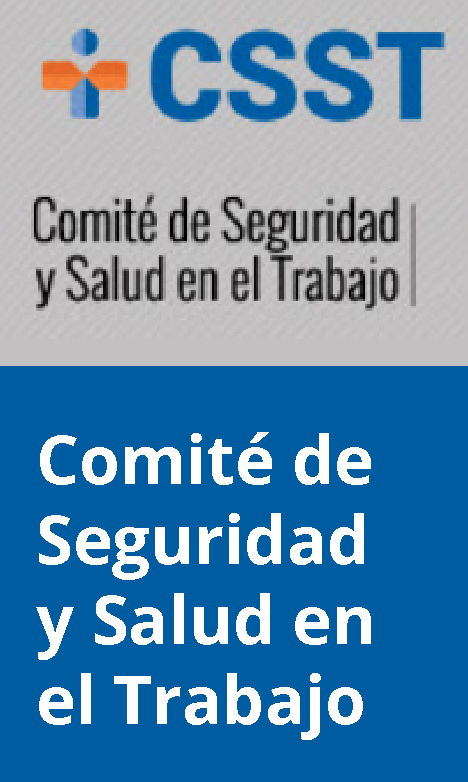 CSST
Comité de Seguridad
y Salud en el Trabajo
Comité de
Seguridad
y Salud en
el Trabajo